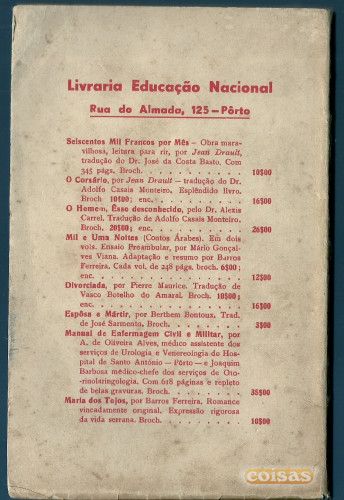 Livraria Educação Nacional
Rua do Almada, 125—Pôrto
Seiscentos Mil Francos por Mês – Obra mara-
vilhosa, leitura para rir, por Jean Drault,
tradução do Dr. José da Costa Basto. Com
345 págs. Broch. . . . . . . . . . . 10$00
O Corsário, por Jean Drault — tradução do Dr.
Adolfo Casais Monteiro. Esplêndido livro.
Broch 10$00; enc. . . . . . . . . . 16$00
O Homem, Êsse desconhecido, pelo Dr. Alexis
Carrel. Tradução de Adolfo Casais Monteiro.
Broch. 20$00; enc. . . . . . . . . . 26$00
Mil e Uma Noites (Contos Árabes). Em dois
vols. Ensaio Preambular, por Mário Gonçal-
ves Viana. Adaptação e resumo por Barros
Ferreira. Cada vol. de 248 págs. broch. 6$00;
enc. . . . . . . . . . . . . . . 12$00
Divorciada, por Pierre Maurice. Tradução de
Vasco Botelho do Amaral. Broch. 10$00;
enc. . . . . . . . . . . . . . . 16$00
Espôsa e Mártir, por Berthem Bontoux. Trad.
de José Sarmento. Broch. . . . . . . 3$00
Manual de Enfermagem Civil e Militar, por
A. de Oliveira Alves, médico assistente dos
serviços de Urologia e Venereologia do Hos-
pital de Santo António — Pôrto — e Josquim
Barbosa médico-chefe dos serviços de Oto-
-rinolaringologia. Com 618 páginas e repleto
de belas gravuras. Broch. . . . . . . 35$00
Maria dos Tojos, por Barros Ferreira. Romance
vincadamente original. Expressão rigorosa
da vida serrana. Broch. . . . . . . . 10$00
coisas